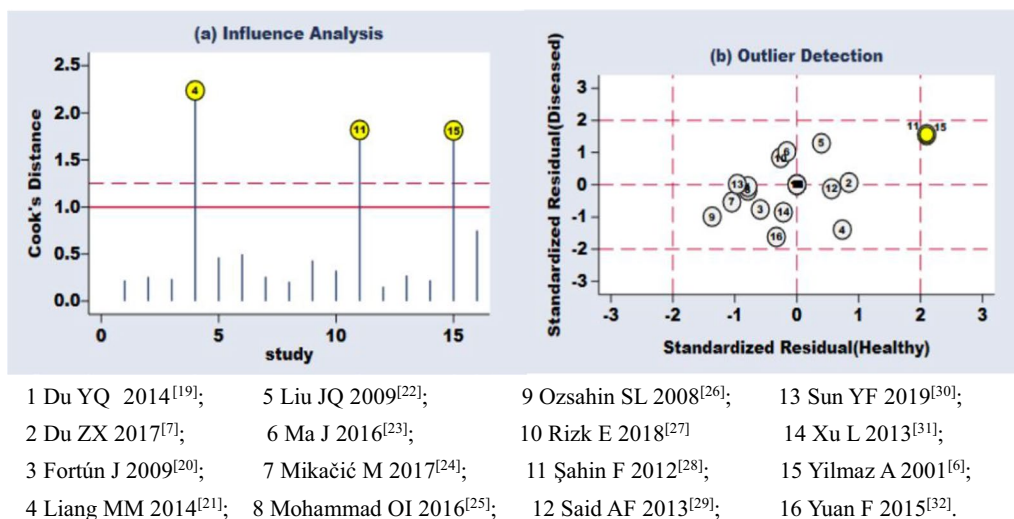 (a) Influence Analysis
Cook's Distance
2.5
2.0
1.5
1.0
0.5
0.0
4
11
15
0 5 10 15
study
(b) Outlier Detection
Standardized Residual(Diseased)
3
2
1
0
-1
-2
-3
11 15
5
6
10
13
2
12
7
3
14
9
4
16
-3 -2 -1 0 1 2 3
Standardized Residual(Healthy)
1 Du YQ 2014[19]; 5 Liu JQ 2009[22]; 9 Ozsahin SL 2008[26]; 13 Sun YF 2019[30];
2 Du ZX 2017[7]; 6 Ma J 2016[23]; 10 Rizk E 2018[27] 14 Xu L 2013[31];
3 Fortún J 2009[20]; 7 Mikačić M 2017[24]; 11 Şahin F 2012[28]; 15 Yilmaz A 2001[6];
4 Liang MM 2014[21]; 8 Mohammad OI 2016[25]; 12 Said AF 2013[29]; 16 Yuan F 2015[32].